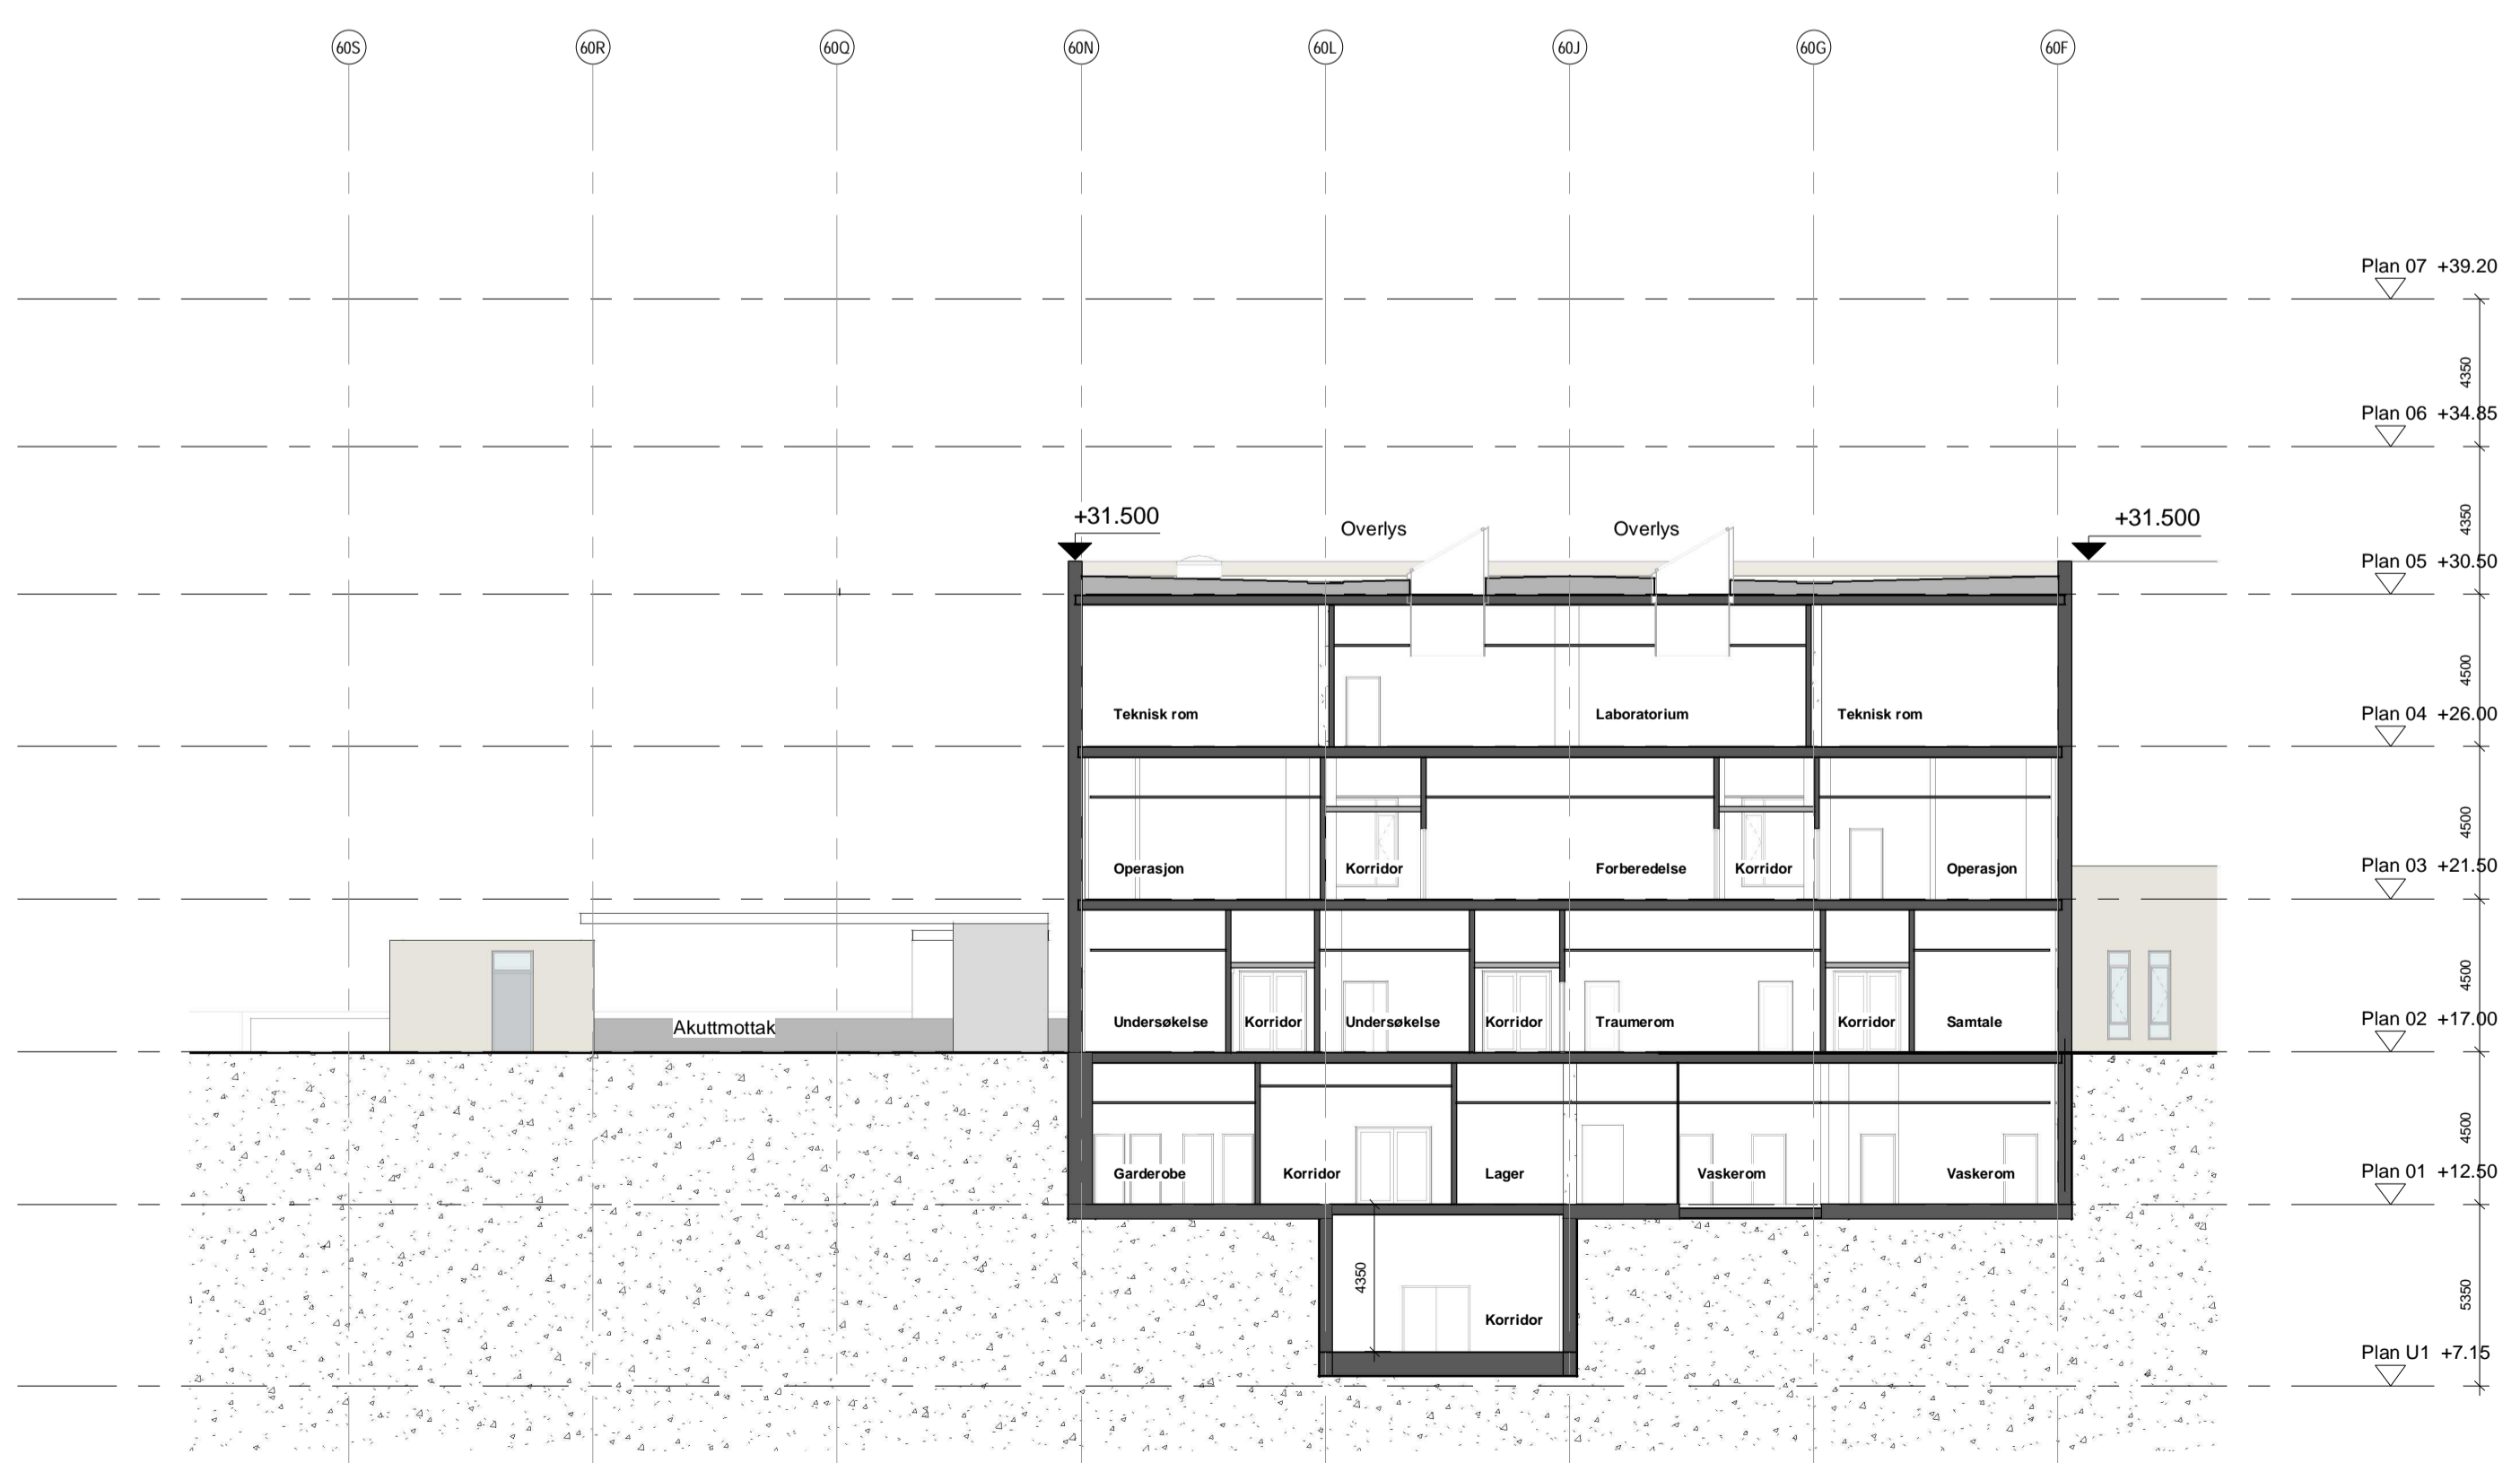 60S 60R 60Q 60N 60L 60J 60G 60F
Plan 07 +39.20
4350
Plan 06 +34.85
4350
+31.500 Overlys Overlys +31.500
Plan 05 +30.50
4500
Teknisk rom Laboratorium Teknisk rom Plan 04 +26.00
4500
Operasjon Korridor Forberedelse Korridor Operasjon Plan 03 +21.50
4500
Akuttmottak Undersøkelse Korridor Undersøkelse Korridor Traumerom Korridor Samtale Plan 02 +17.00
4500
Garderobe Korridor Lager Vaskerom Vaskerom Plan 01 +12.50
4350 5350
Korridor
Plan U1 +7.15